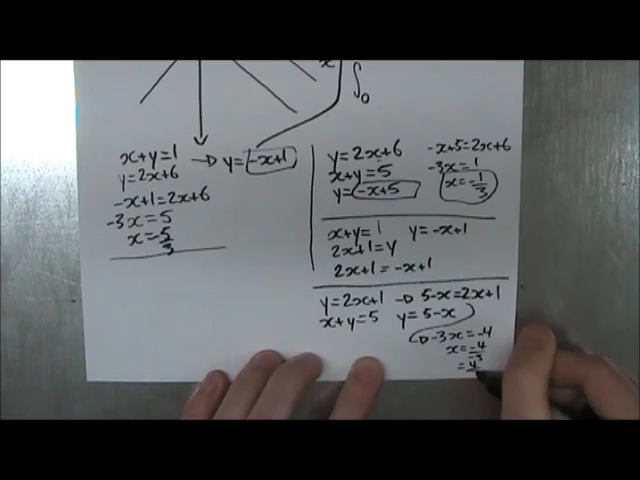 x
∫0
x+y=1 → y=-x+1
y=2x+6
-x+1=2x+6
-3x=5
x=-5/3
y=2x+6 -x+5=2x+6
x+y=5 -3x=1
y=-x+5 x=-1/3
x+y=1 y=-x+1
2x+1=y
2x+1=-x+1
y=2x+1 → 5-x=2x+1
x+y=5 y=5-x
→ -3x=-4
x=-4/-3
=4